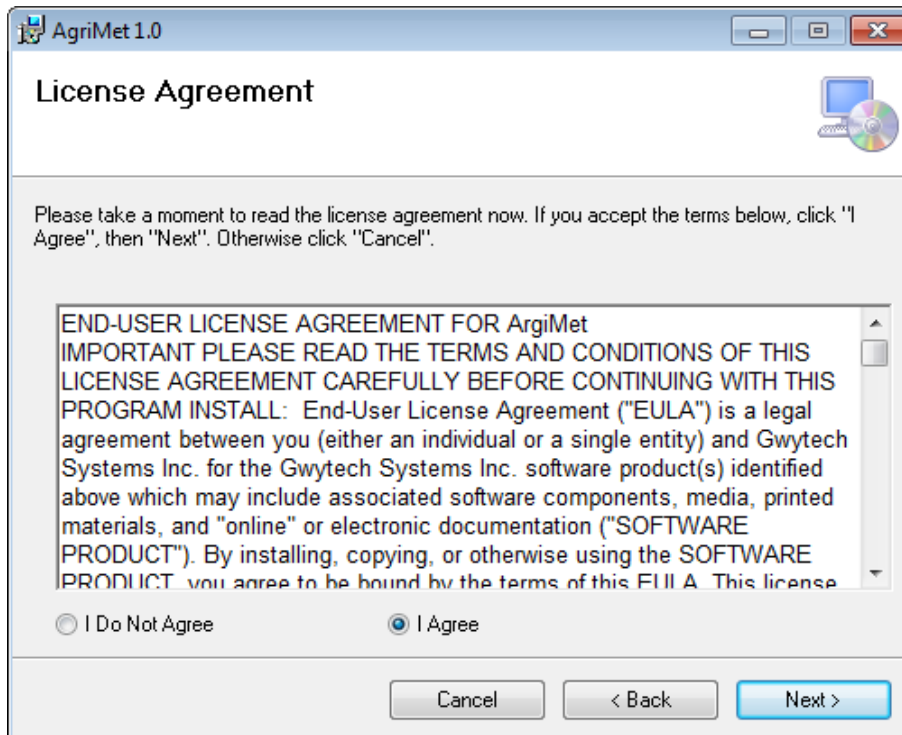 AgriMet 1.0
License Agreement
Please take a moment to read the license agreement now. If you accept the terms below, click "I
Agree", then "Next". Otherwise click "Cancel".
END-USER LICENSE AGREEMENT FOR ArgiMet
IMPORTANT PLEASE READ THE TERMS AND CONDITIONS OF THIS
LICENSE AGREEMENT CAREFULLY BEFORE CONTINUING WITH THIS
PROGRAM INSTALL:  End-User License Agreement ("EULA") is a legal
agreement between you (either an individual or a single entity) and Gwytech
Systems Inc. for the Gwytech Systems Inc. software product(s) identified
above which may include associated software components, media, printed
materials, and "online" or electronic documentation ("SOFTWARE
PRODUCT"). By installing, copying, or otherwise using the SOFTWARE
PRODUCT, you agree to be bound by the terms of this EULA. This license
I Do Not Agree
I Agree
Cancel
< Back
Next >